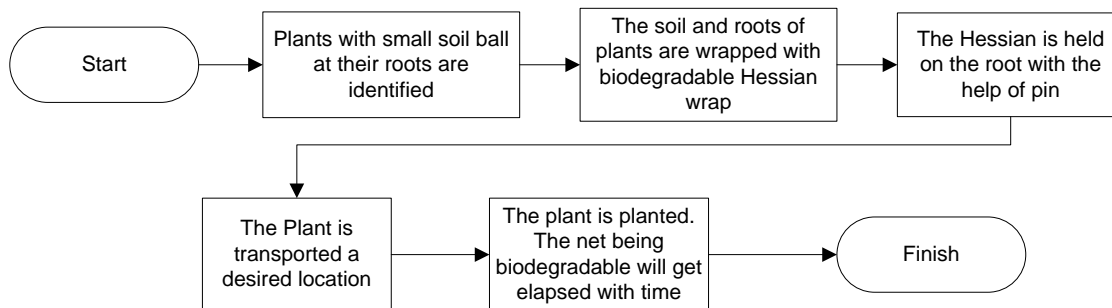 Start
Plants with small soil ball
at their roots are
identified
The soil and roots of
plants are wrapped with
biodegradable Hessian
wrap
The Hessian is held
on the root with the
help of pin
The Plant is
transported a
desired location
The plant is planted.
The net being
biodegradable will get
elapsed with time
Finish